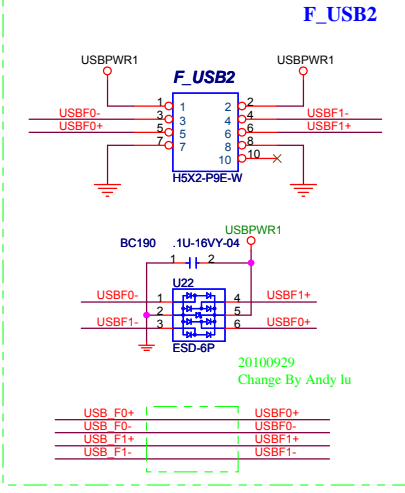 F_USB2
USBPWR1 USBPWR1
F_USB2
1 1 2 2
USBF0- 3 3 4 4 USBF1-
USBF0+ 5 5 6 6 USBF1+
7 7 8 8
10 10
H5X2-P9E-W
USBPWR1
BC190 .1U-16VY-04
1 2
U22
USBF0- 1 4 USBF1+
2 5
USBF1- 3 6 USBF0+
ESD-6P
20100929
Change By Andy lu
USB_F0+ USBF0+
USB_F0- USBF0-
USB_F1+ USBF1+
USB_F1- USBF1-